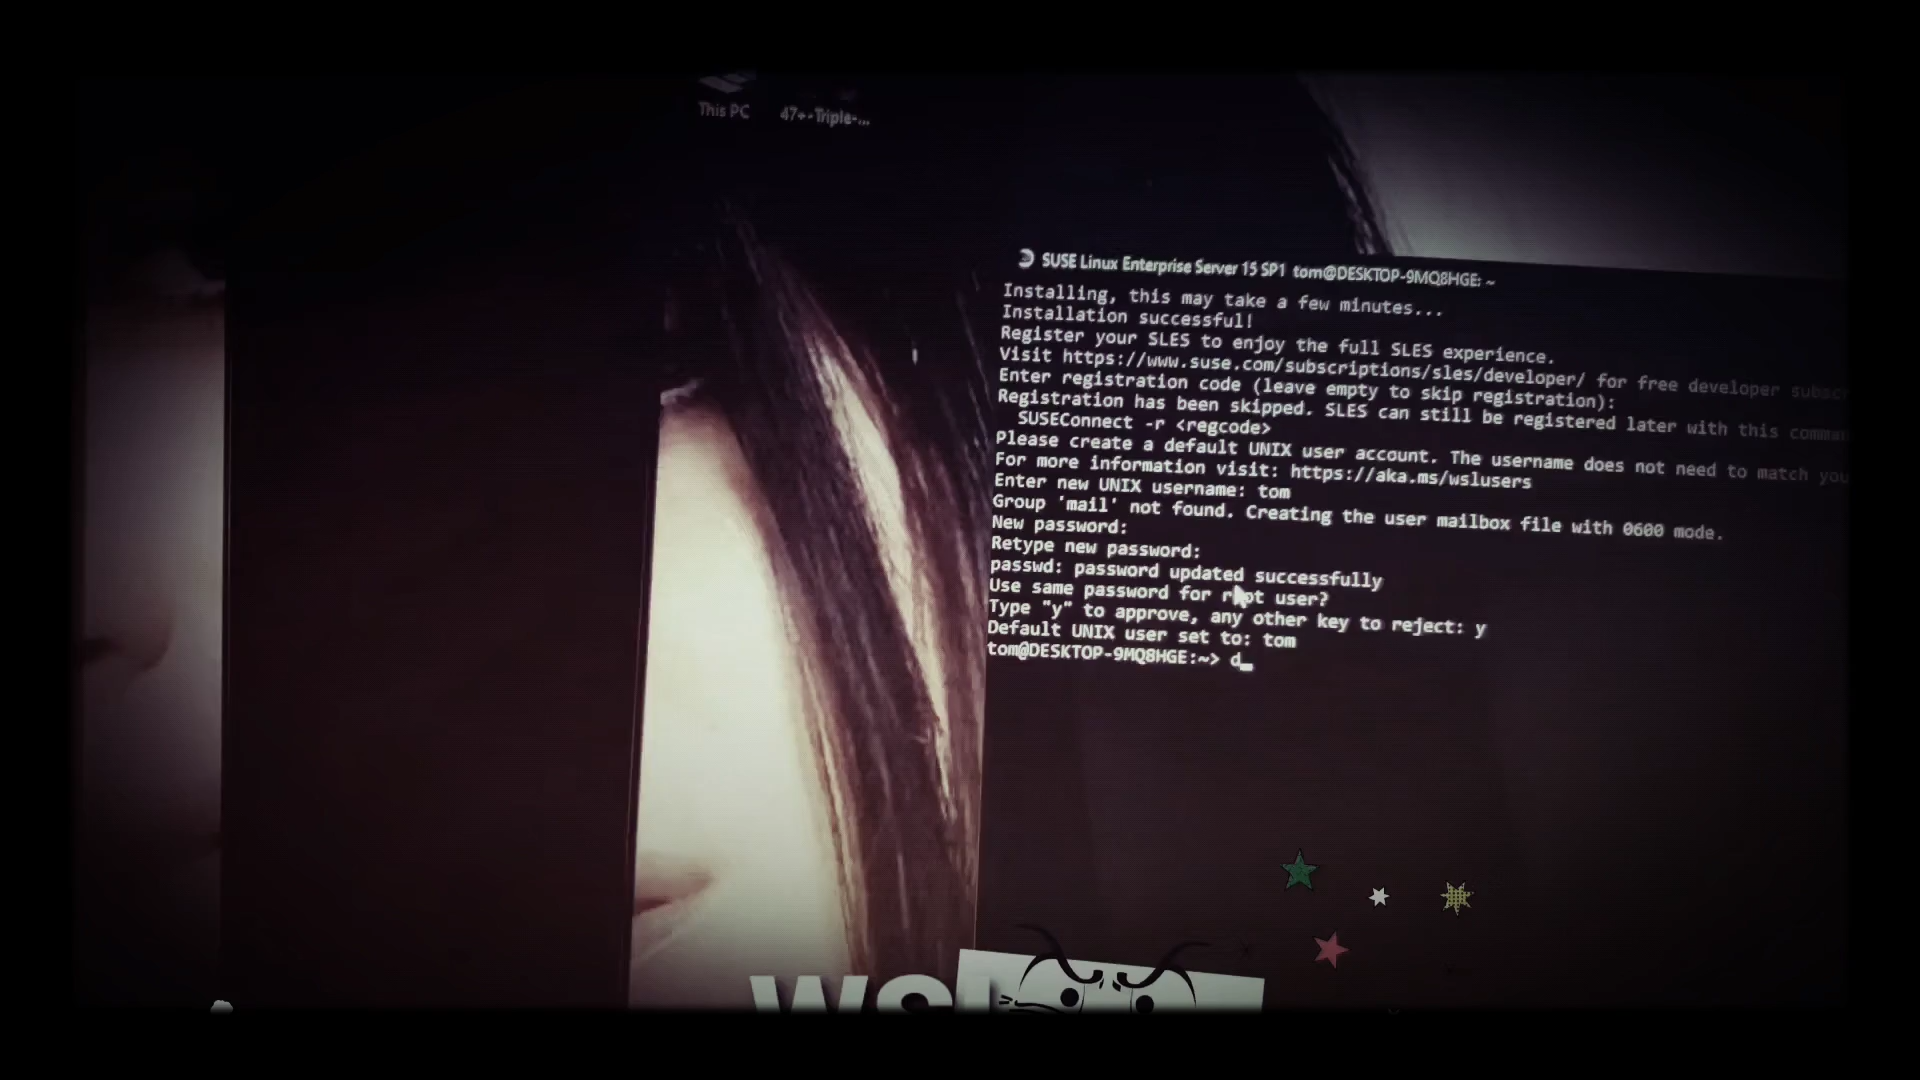 This PC
47+-Triple-...
SUSE Linux Enterprise Server 15 SP1 tom@DESKTOP-9MQ8HGE: ~
Installing, this may take a few minutes...
Installation successful!
Register your SLES to enjoy the full SLES experience.
Visit https://www.suse.com/subscriptions/sles/developer/ for free developer subsc
Enter registration code (leave empty to skip registration):
Registration has been skipped. SLES can still be registered later with this comman
SUSEConnect -r <regcode>
Please create a default UNIX user account. The username does not need to match you
For more information visit: https://aka.ms/wslusers
Enter new UNIX username: tom
Group 'mail' not found. Creating the user mailbox file with 0600 mode.
New password:
Retype new password:
passwd: password updated successfully
Use same password for root user?
Type "y" to approve, any other key to reject: y
Default UNIX user set to: tom
tom@DESKTOP-9MQ8HGE:~> d_